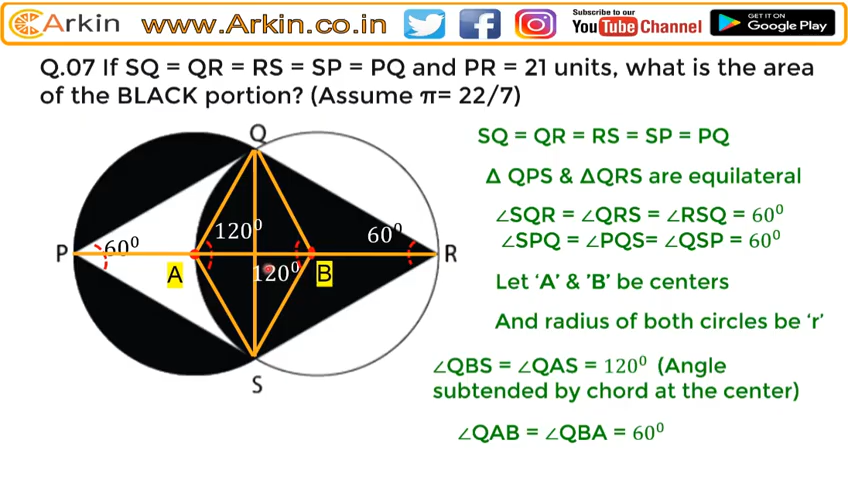 Arkin
www.Arkin.co.in
Subscribe to our
YouTube Channel
GET IT ON
Google Play
Q.07 If SQ = QR = RS = SP = PQ and PR = 21 units, what is the area
of the BLACK portion? (Assume π= 22/7)
Q
SQ = QR = RS = SP = PQ
Δ QPS & ΔQRS are equilateral
∠SQR = ∠QRS = ∠RSQ = 60⁰
∠SPQ = ∠PQS= ∠QSP = 60⁰
120⁰
60⁰
60⁰
P
R
A
120⁰
B
Let ‘A’ & ’B’ be centers
And radius of both circles be ‘r’
∠QBS = ∠QAS = 120⁰ (Angle
subtended by chord at the center)
S
∠QAB = ∠QBA = 60⁰